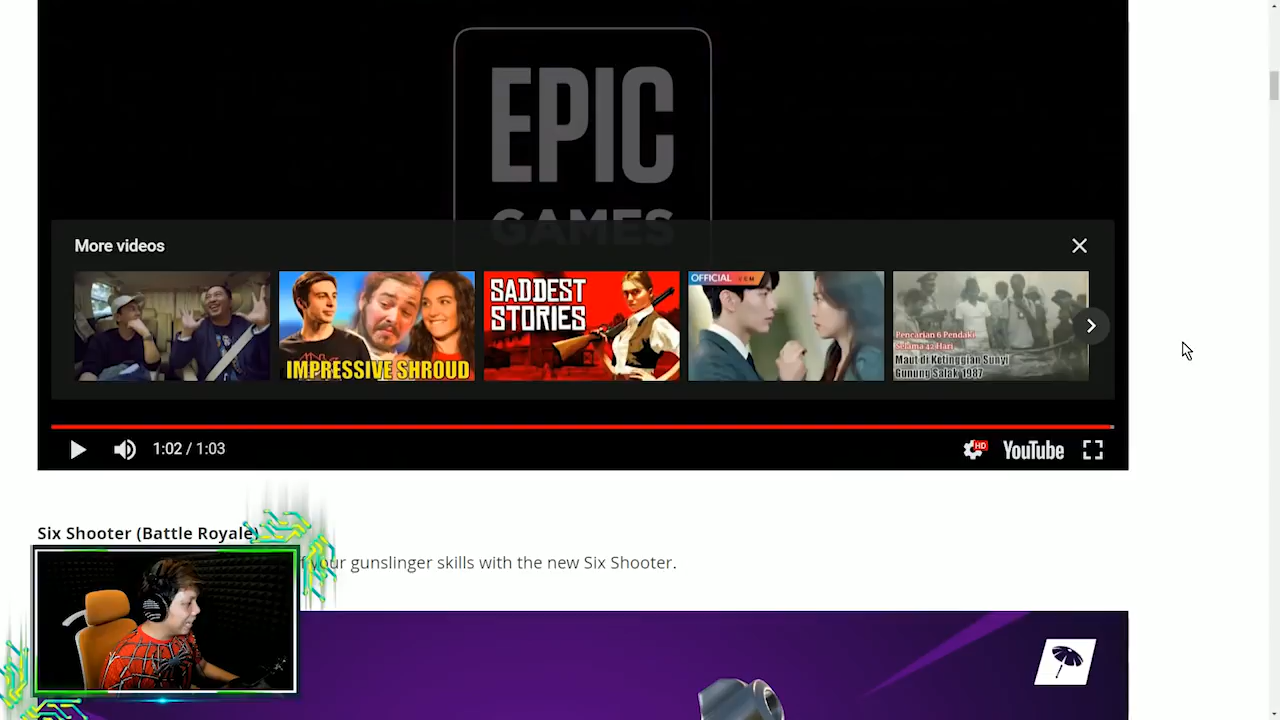 EPIC
GAMES
More videos
IMPRESSIVE SHROUD
SADDEST
STORIES
OFFICIAL
Pencarian 6 Pendaki
Selama 42 Hari
Maut di Ketinggian Sunyi
Gunung Salak 1987
1:02 / 1:03
HD
YouTube
Six Shooter (Battle Royale)
your gunslinger skills with the new Six Shooter.